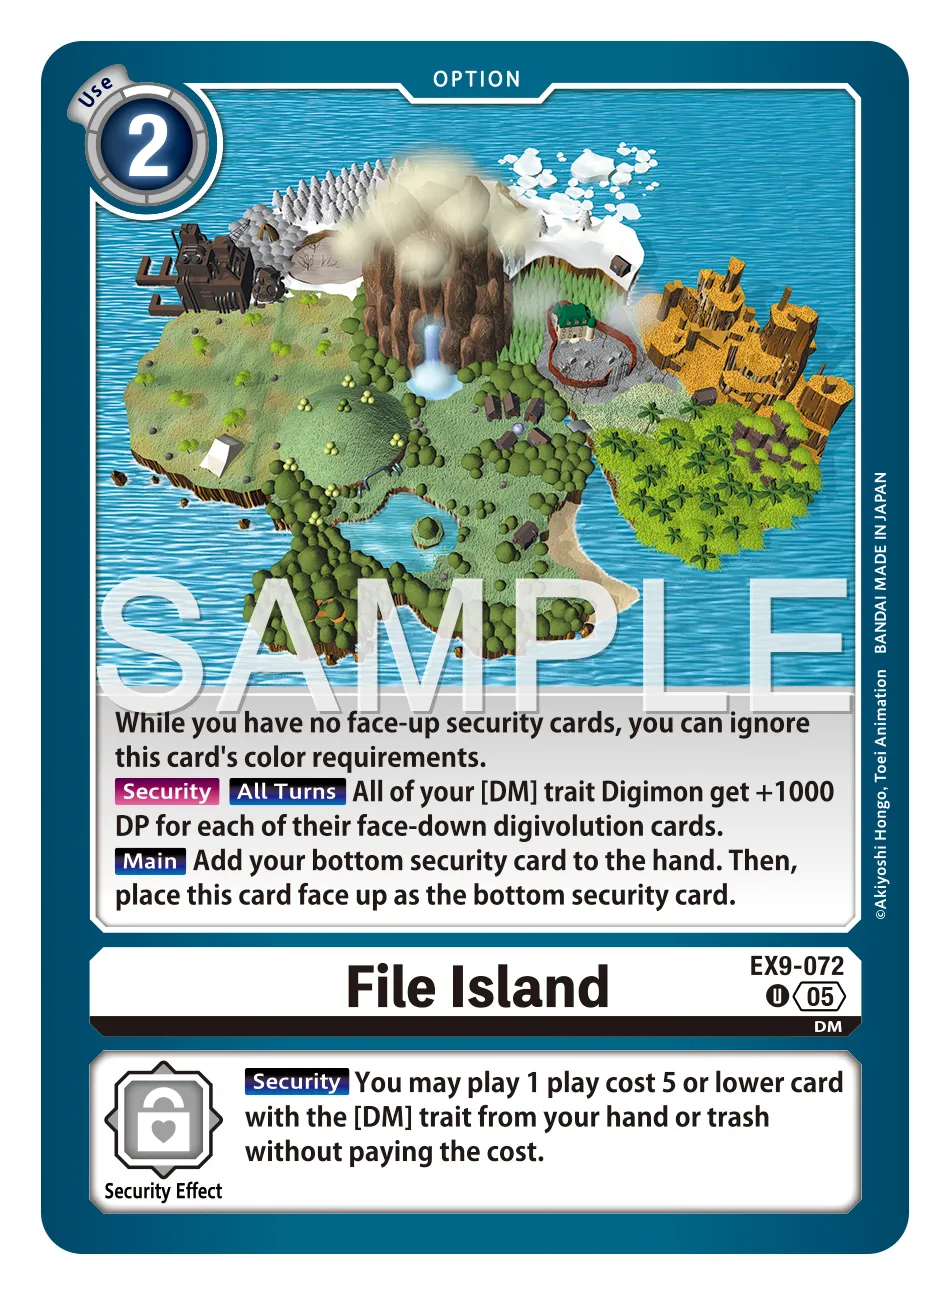 OPTION
Use
2
SAMPLE
While you have no face-up security cards, you can ignore
this card's color requirements.
Security All Turns All of your [DM] trait Digimon get +1000
DP for each of their face-down digivolution cards.
Main Add your bottom security card to the hand. Then,
place this card face up as the bottom security card.
©Akiyoshi Hongo, Toei Animation BANDAI MADE IN JAPAN
File Island
EX9-072
U 05
DM
Security You may play 1 play cost 5 or lower card
with the [DM] trait from your hand or trash
without paying the cost.
Security Effect